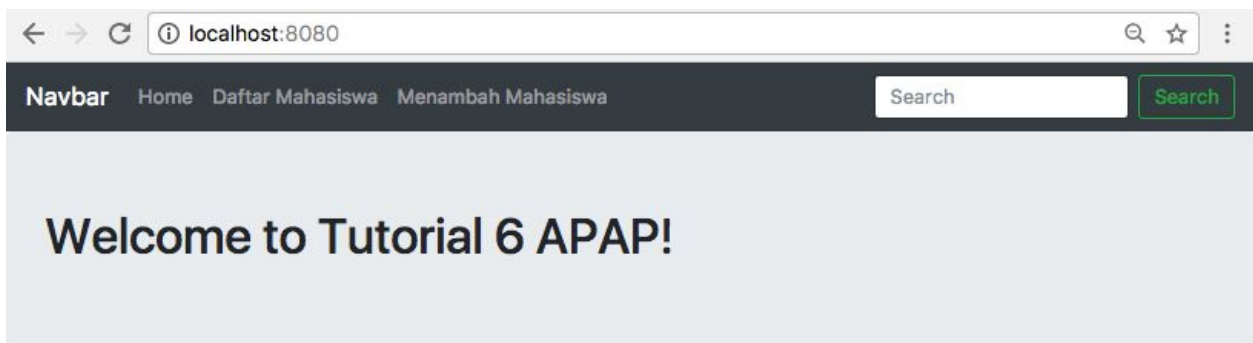 localhost:8080
Navbar Home Daftar Mahasiswa Menambah Mahasiswa Search Search
Welcome to Tutorial 6 APAP!